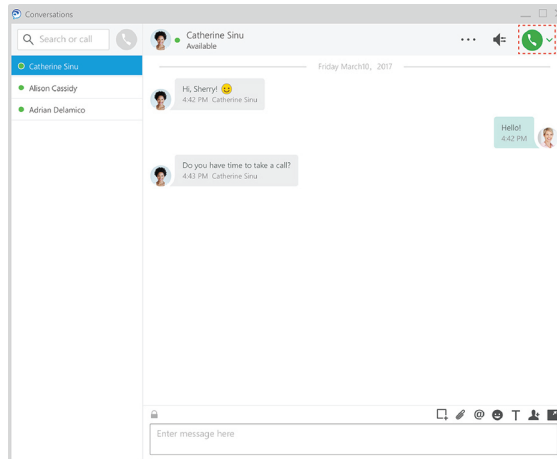 Conversations
Search or call
Catherine Sinu
Available
Catherine Sinu
Alison Cassidy
Adrian Delamico
Friday March10, 2017
Hi, Sherry!
4:42 PM Catherine Sinu
Hello!
4:42 PM
Do you have time to take a call?
4:43 PM Catherine Sinu
@
T
Enter message here